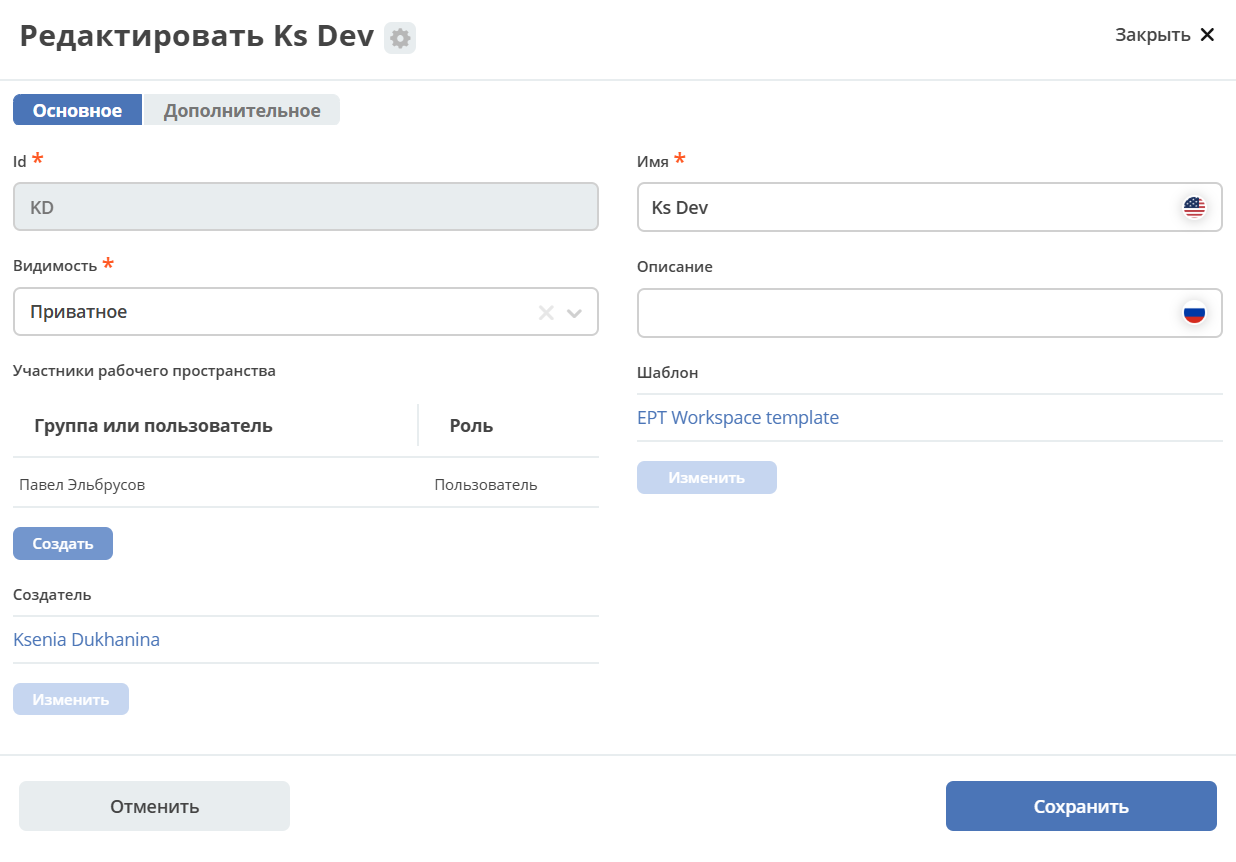 Редактировать Ks Dev
Закрыть
Основное
Дополнительное
Id *
KD
Имя *
Ks Dev
Видимость *
Приватное
Описание
Участники рабочего пространства
Группа или пользователь
Роль
Павел Эльбрусов
Пользователь
Создать
Шаблон
EPT Workspace template
Изменить
Создатель
Ksenia Dukhanina
Изменить
Отменить
Сохранить